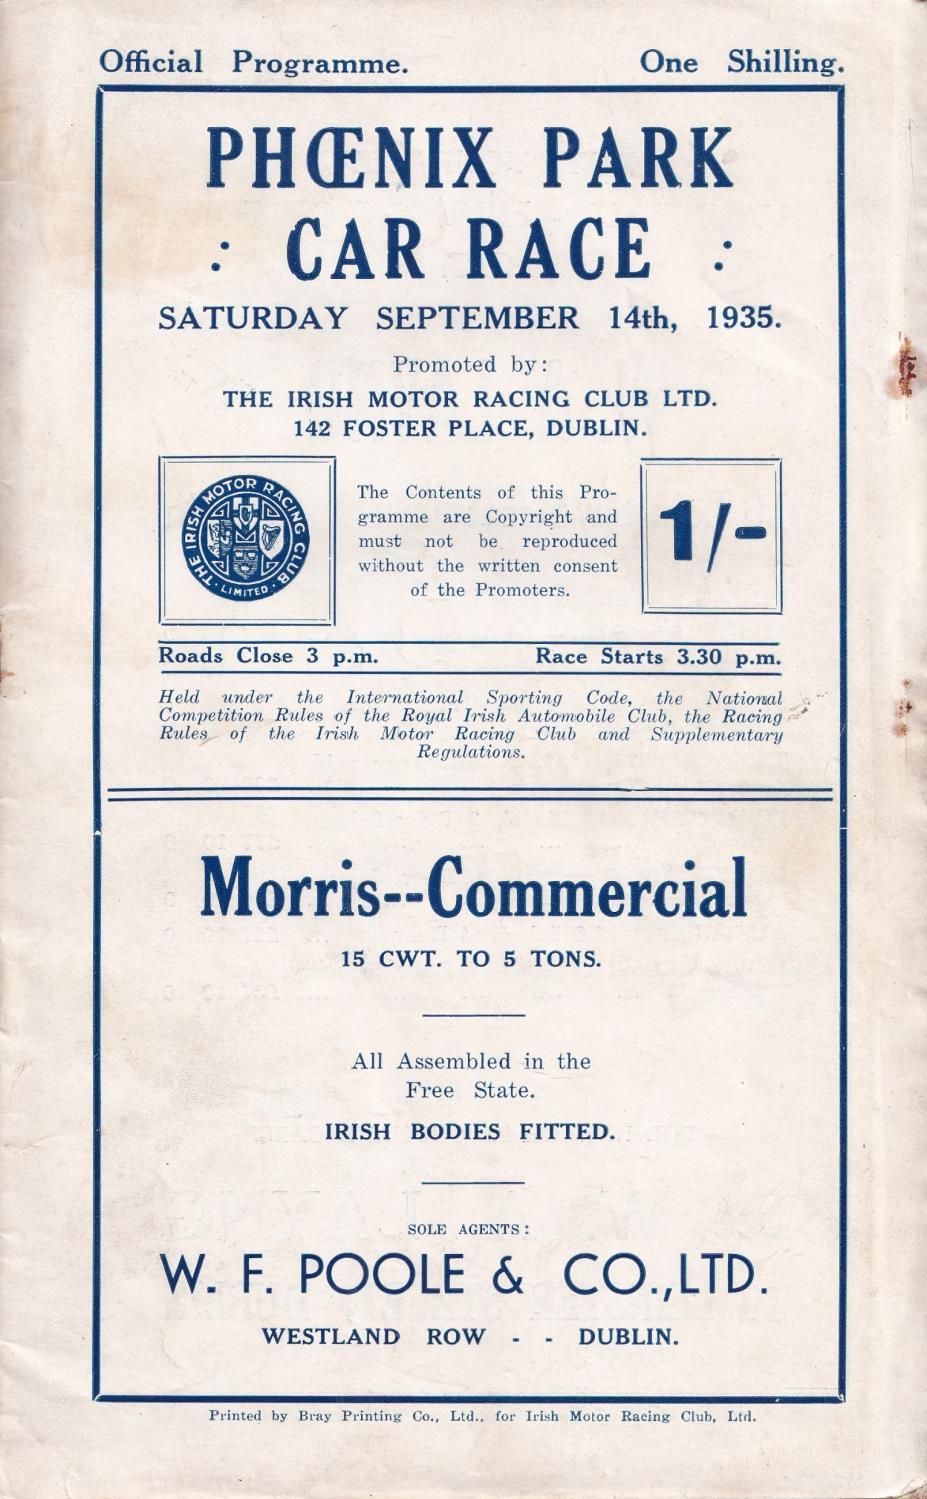 Official Programme. One Shilling.
PHŒNIX PARK
: CAR RACE :
SATURDAY SEPTEMBER 14th, 1935.
Promoted by:
THE IRISH MOTOR RACING CLUB LTD.
142 FOSTER PLACE, DUBLIN.
THE IRISH MOTOR RACING CLUB
· LIMITED ·
The Contents of this Pro-
gramme are Copyright and
must not be reproduced
without the written consent
of the Promoters.
1/-
Roads Close 3 p.m. Race Starts 3.30 p.m.
Held under the International Sporting Code, the National
Competition Rules of the Royal Irish Automobile Club, the Racing
Rules of the Irish Motor Racing Club and Supplementary
Regulations.
Morris--Commercial
15 CWT. TO 5 TONS.
All Assembled in the
Free State.
IRISH BODIES FITTED.
SOLE AGENTS:
W. F. POOLE & CO., LTD.
WESTLAND ROW - - DUBLIN.
Printed by Bray Printing Co., Ltd., for Irish Motor Racing Club, Ltd.